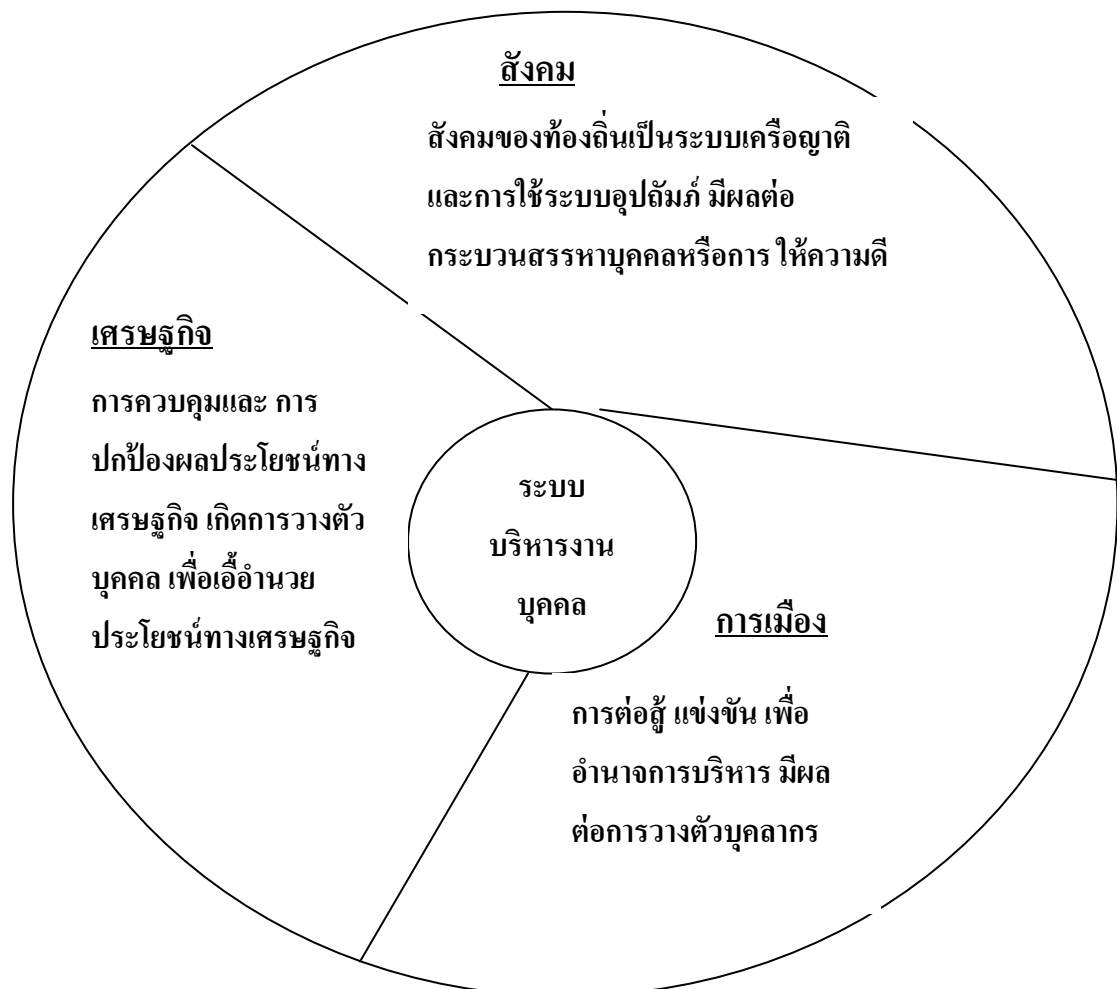 สังคม
สังคมของท้องถิ่นเป็นระบบเครือญาติ
และการใช้ระบบอุปถัมภ์ มีผลต่อ
กระบวนสรรหาบุคคลหรือการ ให้ความดี
เศรษฐกิจ
การควบคุมและ การ
ปกป้องผลประโยชน์ทาง
เศรษฐกิจ เกิดการวางตัว
บุคคล เพื่อเอื้ออำนวย
ประโยชน์ทางเศรษฐกิจ
ระบบ
บริหารงาน
บุคคล
การเมือง
การต่อสู้ แข่งขัน เพื่อ
อำนาจการบริหาร มีผล
ต่อการวางตัวบุคลากร